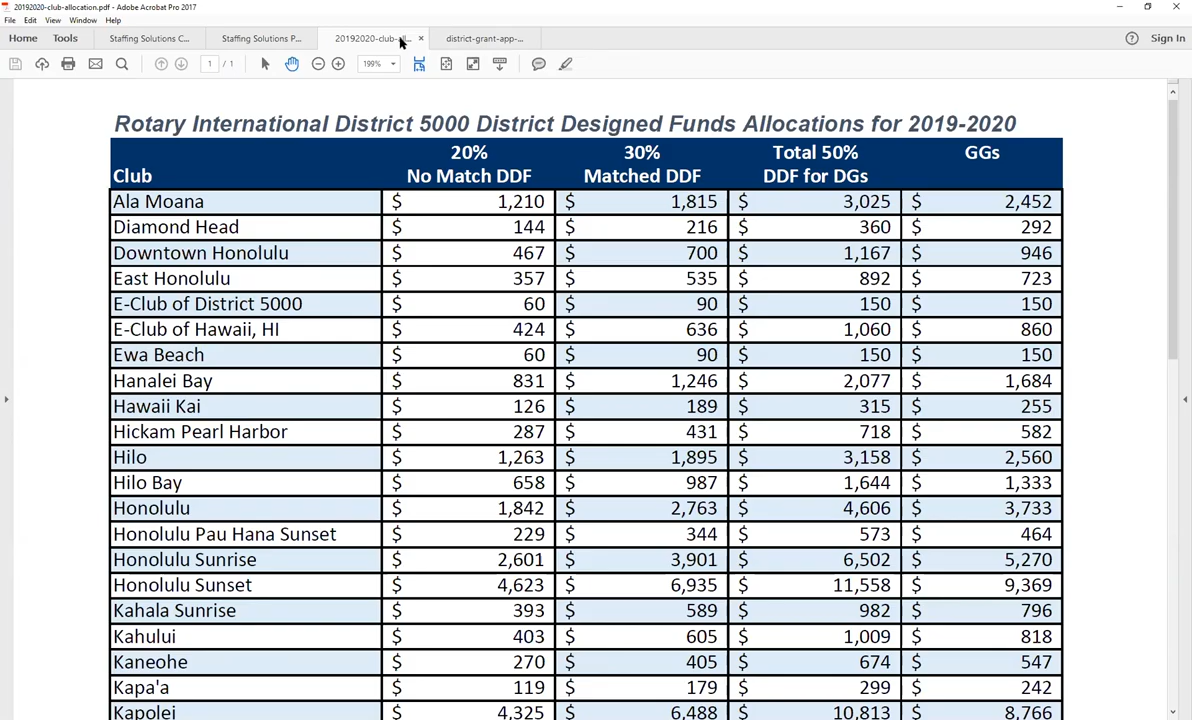 20192020-club-allocation.pdf - Adobe Acrobat Pro 2017
File Edit View Window Help
Home Tools Staffing Solutions C... Staffing Solutions P... 20192020-club-all... × district-grant-app-... ? Sign In
1 / 1 199%
Rotary International District 5000 District Designed Funds Allocations for 2019-2020
20% 30% Total 50% GGs
Club No Match DDF Matched DDF DDF for DGs
Ala Moana $ 1,210 $ 1,815 $ 3,025 $ 2,452
Diamond Head $ 144 $ 216 $ 360 $ 292
Downtown Honolulu $ 467 $ 700 $ 1,167 $ 946
East Honolulu $ 357 $ 535 $ 892 $ 723
E-Club of District 5000 $ 60 $ 90 $ 150 $ 150
E-Club of Hawaii, HI $ 424 $ 636 $ 1,060 $ 860
Ewa Beach $ 60 $ 90 $ 150 $ 150
Hanalei Bay $ 831 $ 1,246 $ 2,077 $ 1,684
Hawaii Kai $ 126 $ 189 $ 315 $ 255
Hickam Pearl Harbor $ 287 $ 431 $ 718 $ 582
Hilo $ 1,263 $ 1,895 $ 3,158 $ 2,560
Hilo Bay $ 658 $ 987 $ 1,644 $ 1,333
Honolulu $ 1,842 $ 2,763 $ 4,606 $ 3,733
Honolulu Pau Hana Sunset $ 229 $ 344 $ 573 $ 464
Honolulu Sunrise $ 2,601 $ 3,901 $ 6,502 $ 5,270
Honolulu Sunset $ 4,623 $ 6,935 $ 11,558 $ 9,369
Kahala Sunrise $ 393 $ 589 $ 982 $ 796
Kahului $ 403 $ 605 $ 1,009 $ 818
Kaneohe $ 270 $ 405 $ 674 $ 547
Kapa'a $ 119 $ 179 $ 299 $ 242
Kapolei $ 4,325 $ 6,488 $ 10,813 $ 8,766